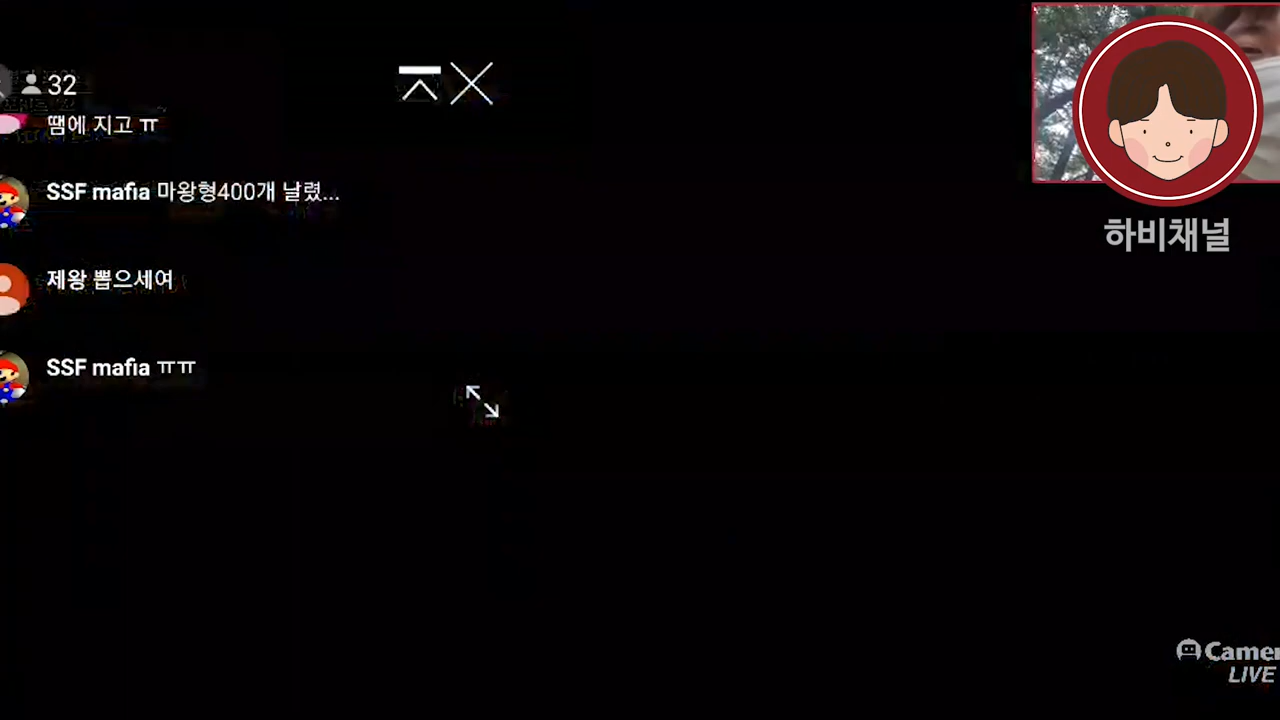 32
땜에 지고 ㅠ
SSF mafia 마왕형400개 날렸...
제왕 뽑으세여
SSF mafia ㅠㅠ
하비채널
Camer
LIVE